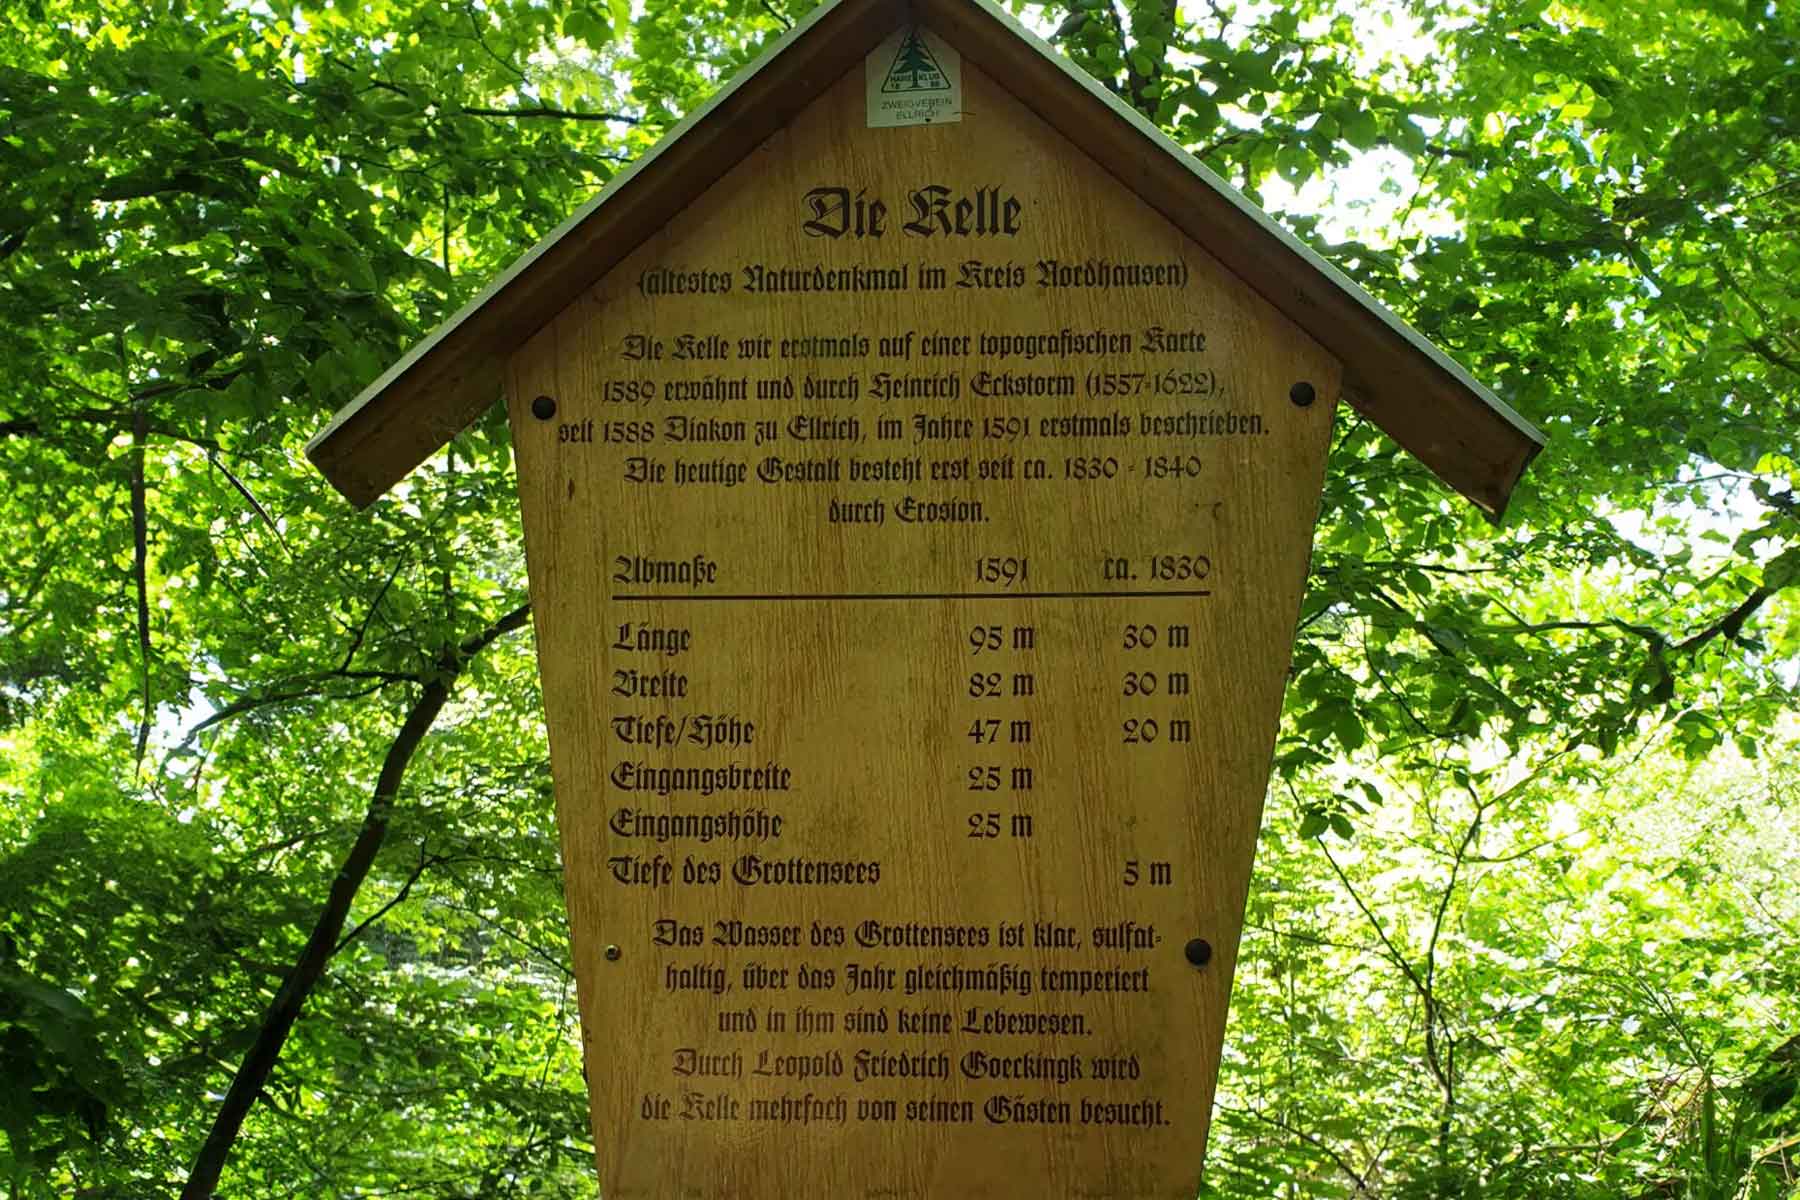 HARZ KLUB
18 86
ZWEIGVEREIN
ELLRICH
Die Kelle
(ältestes Naturdenkmal im Kreis Nordhausen)
Die Kelle wir erstmals auf einer topografischen Karte
1589 erwähnt und durch Heinrich Eckstorm (1557-1622),
seit 1588 Diakon zu Ellrich, im Jahre 1591 erstmals beschrieben.
Die heutige Gestalt besteht erst seit ca. 1830 - 1840
durch Erosion.
Abmaße 1591 ca. 1830
Länge 95 m 30 m
Breite 82 m 30 m
Tiefe/Höhe 47 m 20 m
Eingangsbreite 25 m
Eingangshöhe 25 m
Tiefe des Grottensees 5 m
Das Wasser des Grottensees ist klar, sulfat-
haltig, über das Jahr gleichmäßig temperiert
und in ihm sind keine Lebewesen.
Durch Leopold Friedrich Goeckingk wird
die Kelle mehrfach von seinen Gästen besucht.